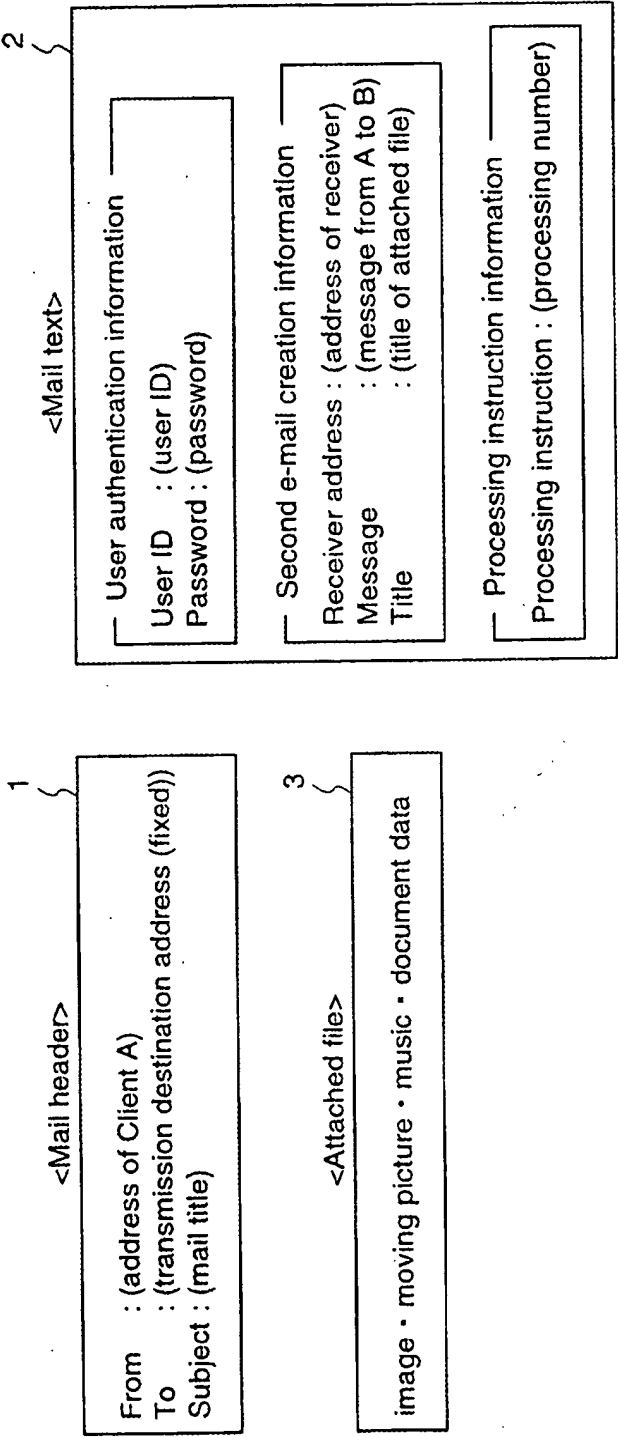 1
<Mail header>
From : (address of Client A)
To : (transmission destination address (fixed))
Subject : (mail title)
3
<Attached file>
image・moving picture・music・document data
2
<Mail text>
User authentication information
User ID : (user ID)
Password : (password)
Second e-mail creation information
Receiver address : (address of receiver)
Message : (message from A to B)
Title : (title of attached file)
Processing instruction information
Processing instruction : (processing number)